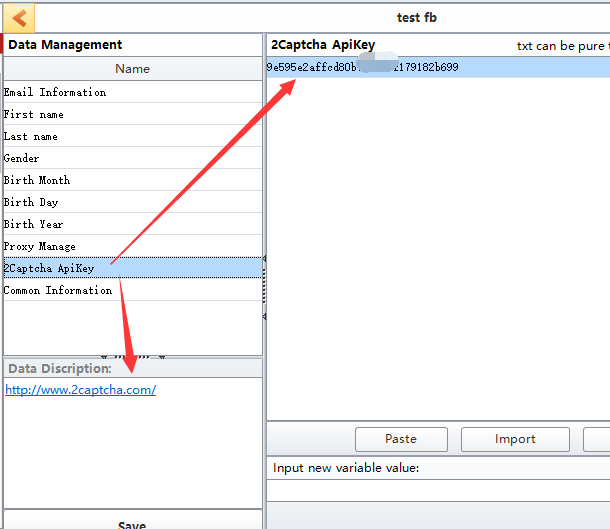 test fb
Data Management
Name
Email Information
First name
Last name
Gender
Birth Month
Birth Day
Birth Year
Proxy Manage
2Captcha ApiKey
Common Information
Data Discription:
http://www.2captcha.com/
Save
2Captcha ApiKey
txt can be pure
Paste
Import
Input new variable value: